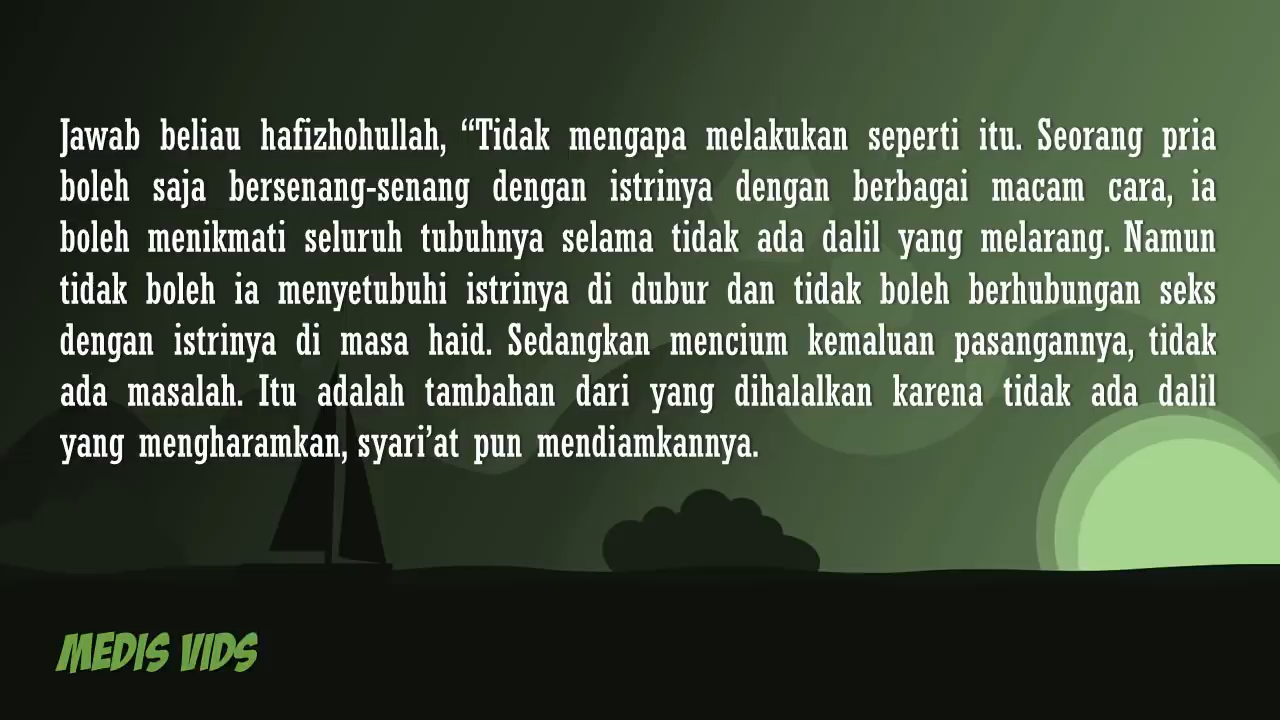 Jawab beliau hafizhohullah, “Tidak mengapa melakukan seperti itu. Seorang pria
boleh saja bersenang-senang dengan istrinya dengan berbagai macam cara, ia
boleh menikmati seluruh tubuhnya selama tidak ada dalil yang melarang. Namun
tidak boleh ia menyetubuhi istrinya di dubur dan tidak boleh berhubungan seks
dengan istrinya di masa haid. Sedangkan mencium kemaluan pasangannya, tidak
ada masalah. Itu adalah tambahan dari yang dihalalkan karena tidak ada dalil
yang mengharamkan, syari’at pun mendiamkannya.
MEDIS VIDS